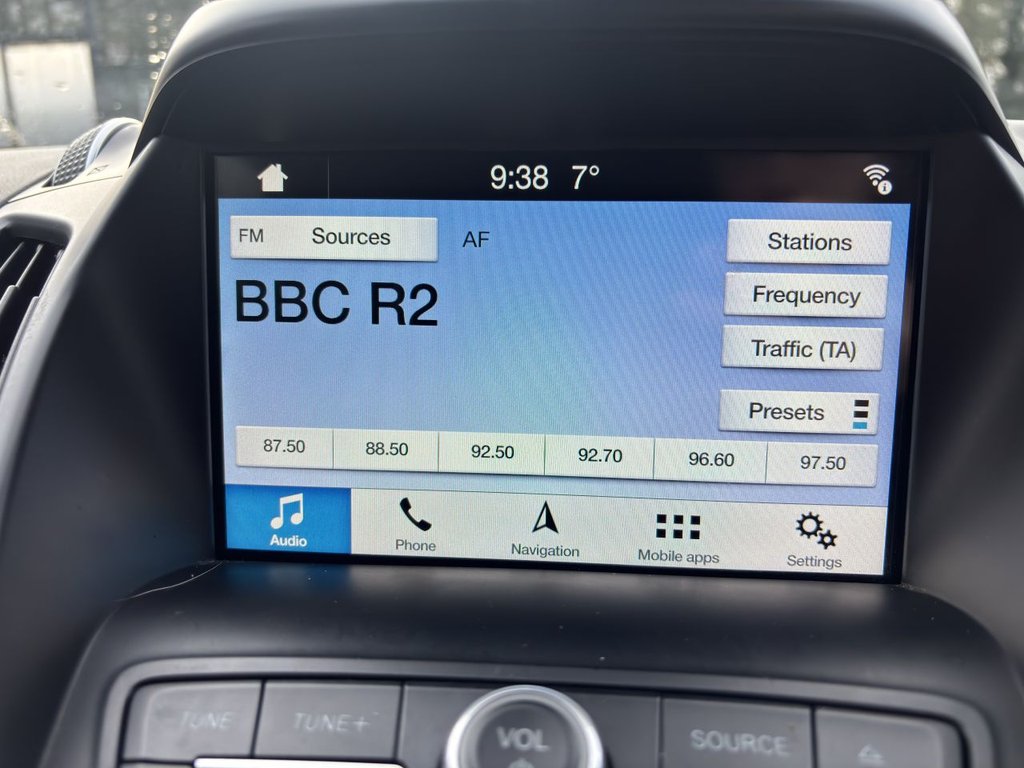 9:38 7°
FM Sources AF
Stations
BBC R2
Frequency
Traffic (TA)
Presets
87.50 88.50 92.50 92.70 96.60 97.50
Audio Phone Navigation Mobile apps Settings
TUNE TUNE+ VOL SOURCE